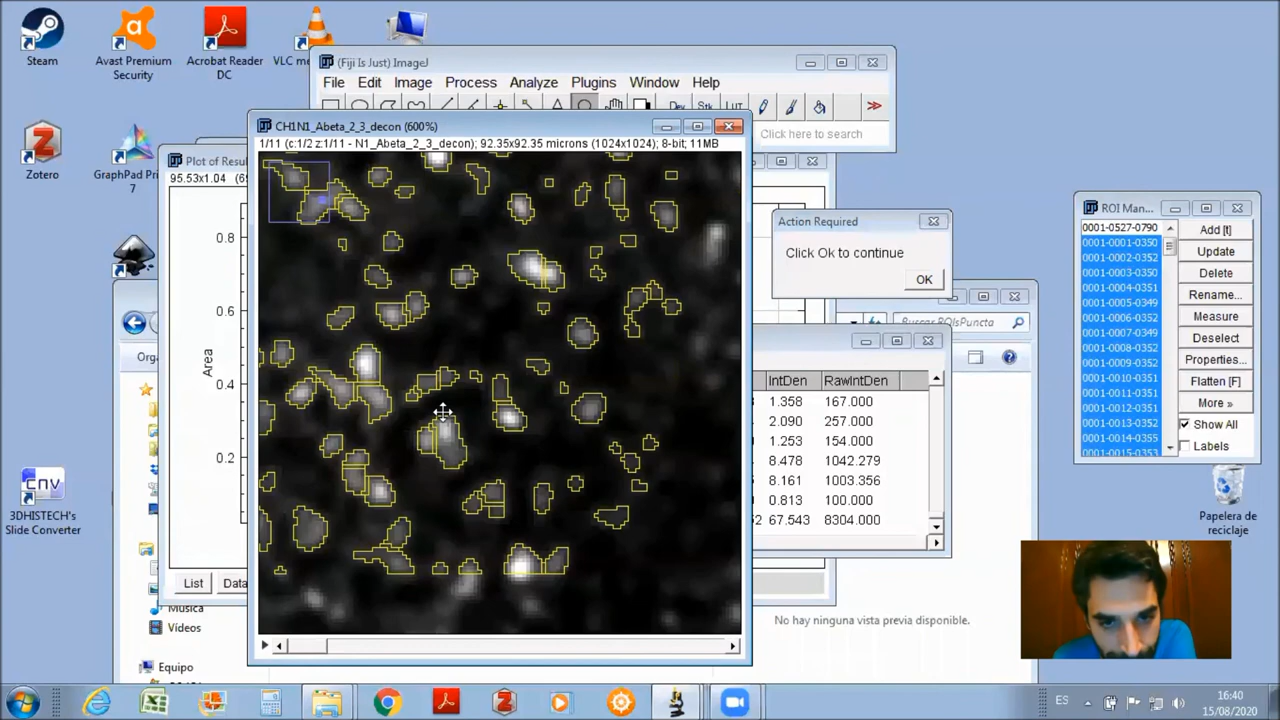 Steam
Avast Premium
Security
Acrobat Reader
DC
VLC me
Zotero
GraphPad Pri
7
3DHISTECH's
Slide Converter
Papelera de
reciclaje
(Fiji Is Just) ImageJ
File Edit Image Process Analyze Plugins Window Help
Dev Stk LUT
Click here to search
CH1N1_Abeta_2_3_decon (600%)
1/11 (c:1/2 z:1/11 - N1_Abeta_2_3_decon); 92.35x92.35 microns (1024x1024); 8-bit; 11MB
Plot of Resu
95.53x1.04 (69
0.8
0.6
0.4
0.2
Area
List Data
Action Required
Click Ok to continue
OK
ROI Man...
0001-0527-0790
0001-0001-0350
0001-0002-0352
0001-0003-0350
0001-0004-0351
0001-0005-0349
0001-0006-0352
0001-0007-0349
0001-0008-0352
0001-0009-0352
0001-0010-0351
0001-0011-0351
0001-0012-0351
0001-0013-0352
0001-0014-0355
0001-0015-0353
Add [t]
Update
Delete
Rename...
Measure
Deselect
Properties...
Flatten [F]
More »
Show All
Labels
Buscar ROIsPuncta
Orga
IntDen RawIntDen
1.358 167.000
2.090 257.000
1.253 154.000
8.478 1042.279
8.161 1003.356
0.813 100.000
67.543 8304.000
No hay ninguna vista previa disponible.
Música
Vídeos
Equipo
ES
16:40
15/08/2020